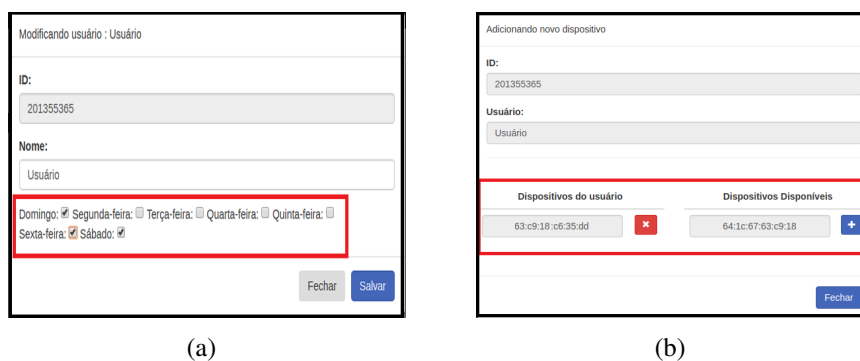 Modificando usuário : Usuário
ID:
201355365
Nome:
Usuário
Domingo: Segunda-feira: Terça-feira: Quarta-feira: Quinta-feira:
Sexta-feira: Sábado:
Fechar Salvar
(a)
Adicionando novo dispositivo
ID:
201355365
Usuário:
Usuário
Dispositivos do usuário Dispositivos Disponíveis
63:c9:18:c6:35:dd 64:1c:67:63:c9:18
Fechar
(b)